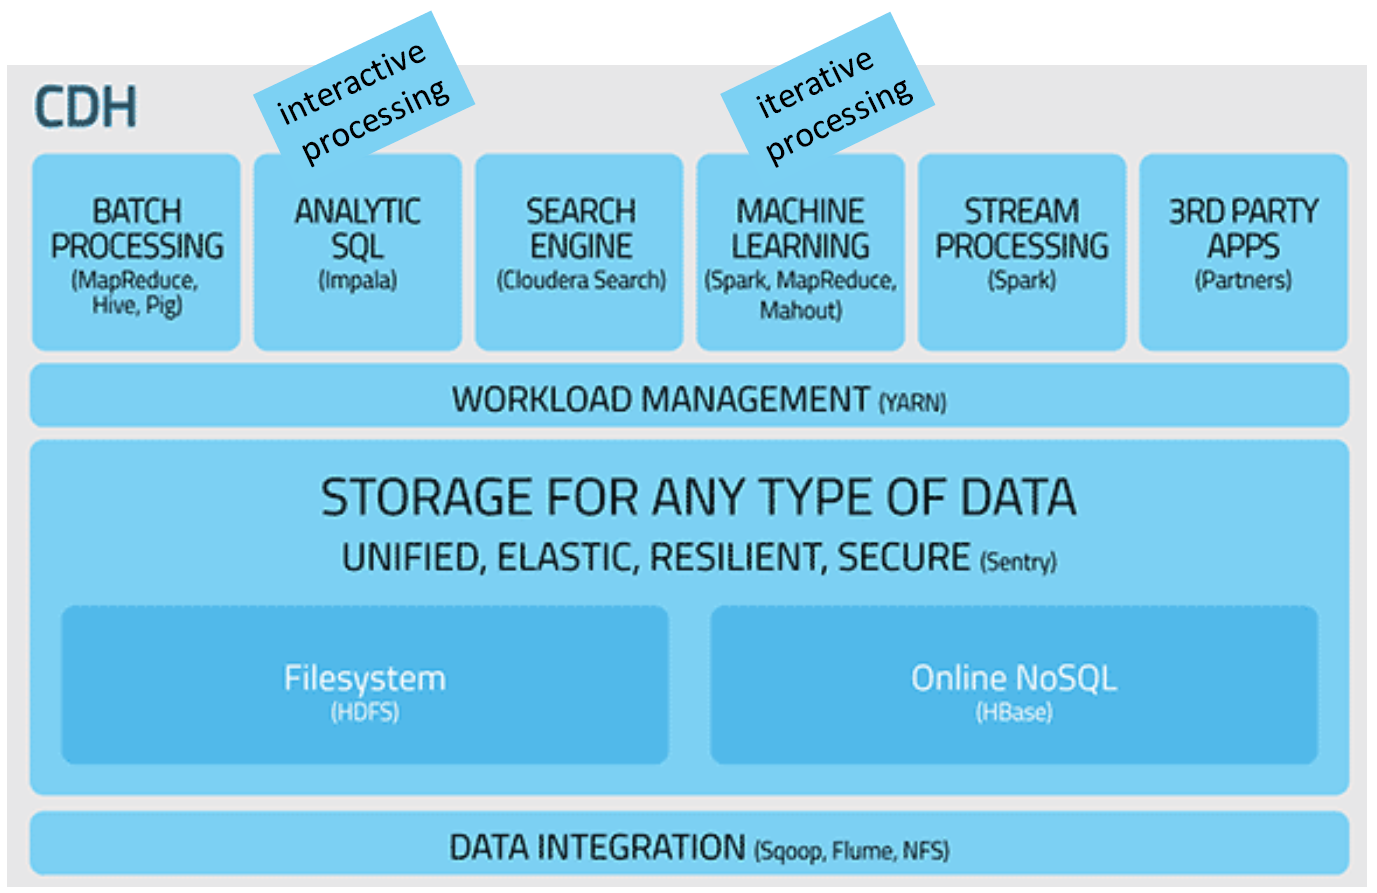 interactive
processing
iterative
processing
CDH
BATCH
PROCESSING
(MapReduce,
Hive, Pig)
ANALYTIC
SQL
(Impala)
SEARCH
ENGINE
(Cloudera Search)
MACHINE
LEARNING
(Spark, MapReduce,
Mahout)
STREAM
PROCESSING
(Spark)
3RD PARTY
APPS
(Partners)
WORKLOAD MANAGEMENT (YARN)
STORAGE FOR ANY TYPE OF DATA
UNIFIED, ELASTIC, RESILIENT, SECURE (Sentry)
Filesystem
(HDFS)
Online NoSQL
(HBase)
DATA INTEGRATION (Sqoop, Flume, NFS)